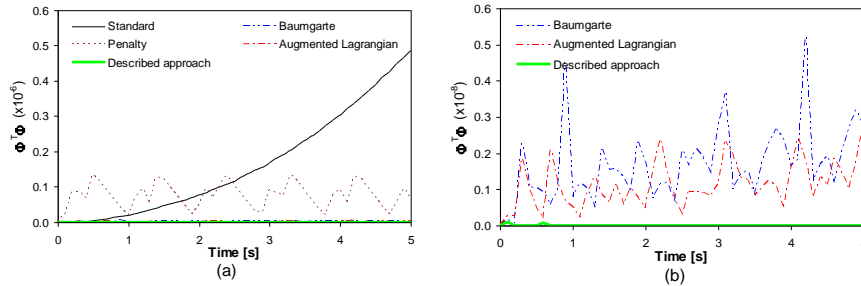 0.6
0.5
0.4
0.3
0.2
0.1
0.0
Φᵀ Φ (x10⁻⁶)
Standard
Baumgarte
Penalty
Augmented Lagrangian
Described approach
0 1 2 3 4 5
Time [s]
(a)
0.6
0.5
0.4
0.3
0.2
0.1
0.0
Φᵀ Φ (x10⁻⁸)
Baumgarte
Augmented Lagrangian
Described approach
0 1 2 3 4
Time [s]
(b)